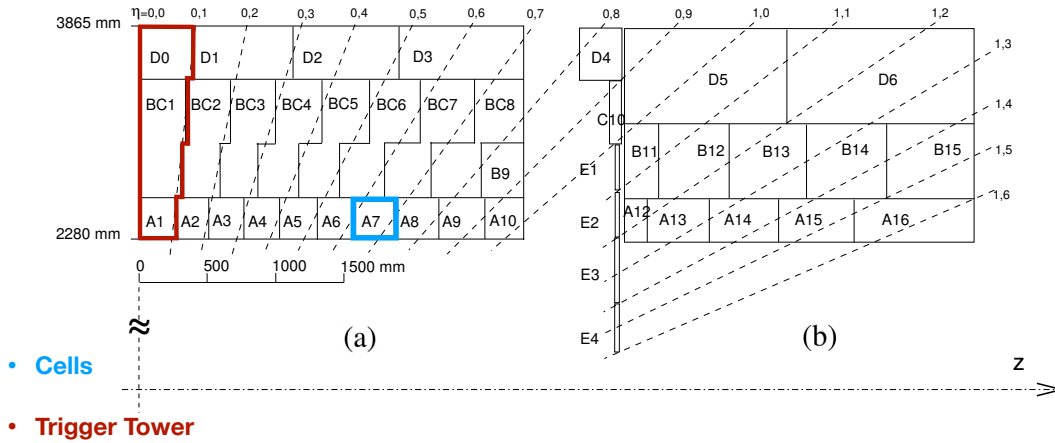 3865 mm
η=0,0 0,1 0,2 0,3 0,4 0,5 0,6 0,7 0,8 0,9 1,0 1,1 1,2
1,3
D0 D1 D2 D3 D4 D5 D6
1,4
BC1 BC2 BC3 BC4 BC5 BC6 BC7 BC8 C10
B11 B12 B13 B14 B15 1,5
B9 E1
1,6
A1 A2 A3 A4 A5 A6 A7 A8 A9 A10 E2 A12 A13 A14 A15 A16
2280 mm
0 500 1000 1500 mm E3
≈ (a) E4 (b)
• Cells
z
• Trigger Tower